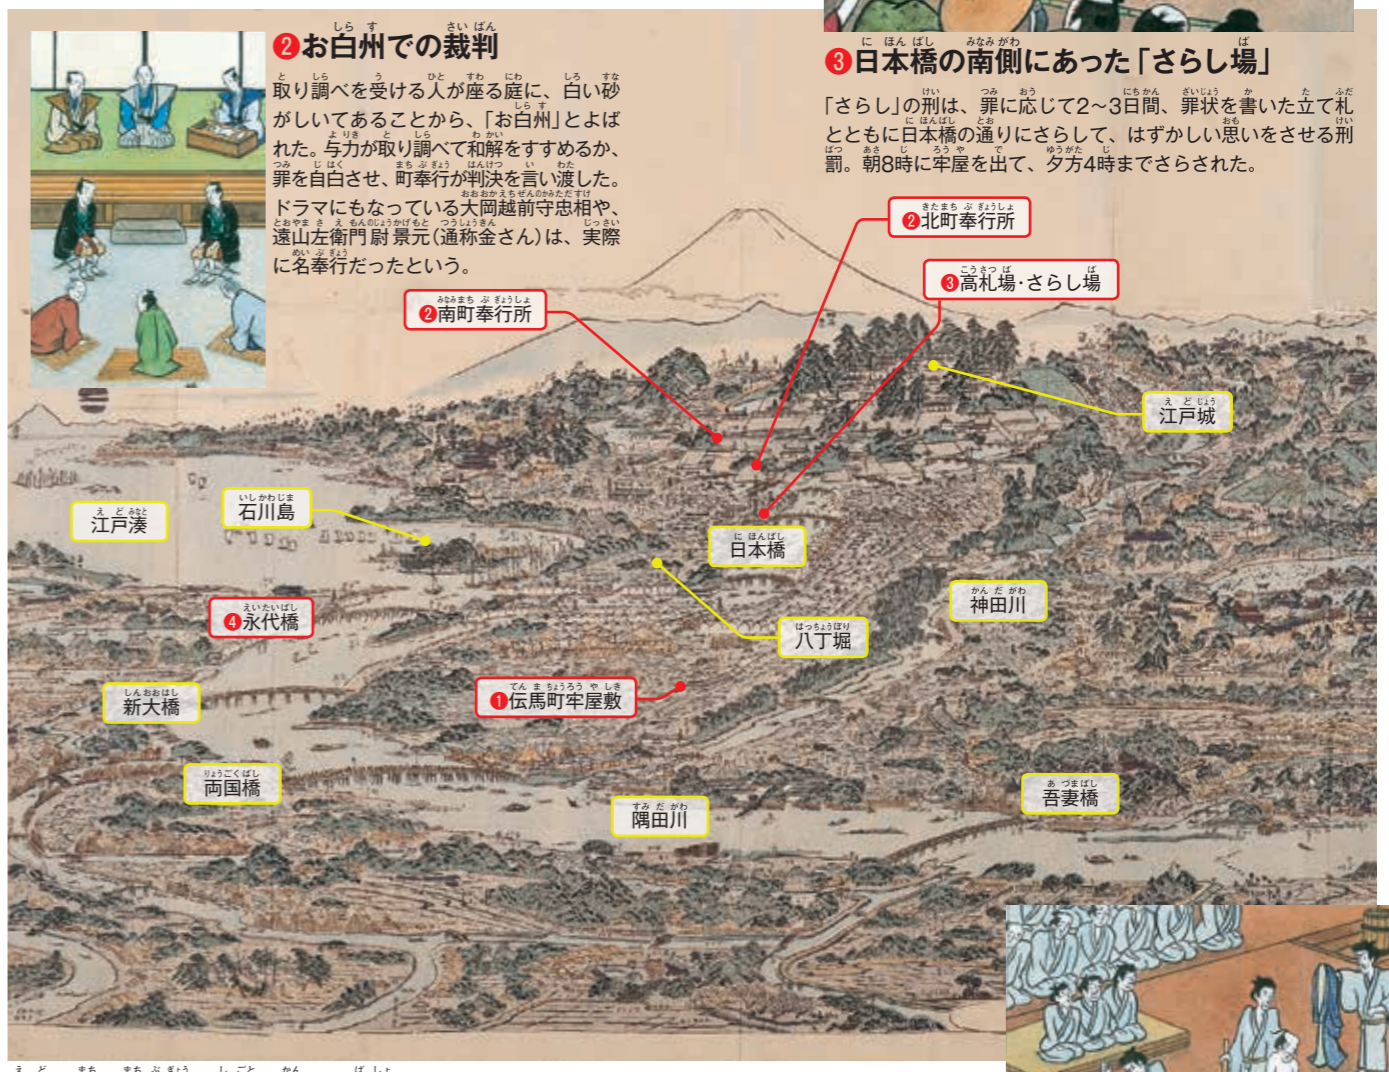 ❷お白州での裁判
取り調べを受ける人が座る庭に、白い砂
がしいてあることから、「お白州」とよば
れた。与力が取り調べて和解をすすめるか、
罪を自白させ、町奉行が判決を言い渡した。
ドラマにもなっている大岡越前守忠相や、
遠山左衛門尉景元(通称金さん)は、実際
に名奉行だったという。
❸日本橋の南側にあった「さらし場」
「さらし」の刑は、罪に応じて2〜3日間、罪状を書いた立て札
とともに日本橋の通りにさらして、はずかしい思いをさせる刑
罰。朝8時に牢屋を出て、夕方4時までさらされた。
❷北町奉行所
❸高札場・さらし場
❷南町奉行所
江戸城
江戸湊
石川島
日本橋
神田川
❹永代橋
八丁堀
新大橋
❶伝馬町牢屋敷
両国橋
隅田川
吾妻橋